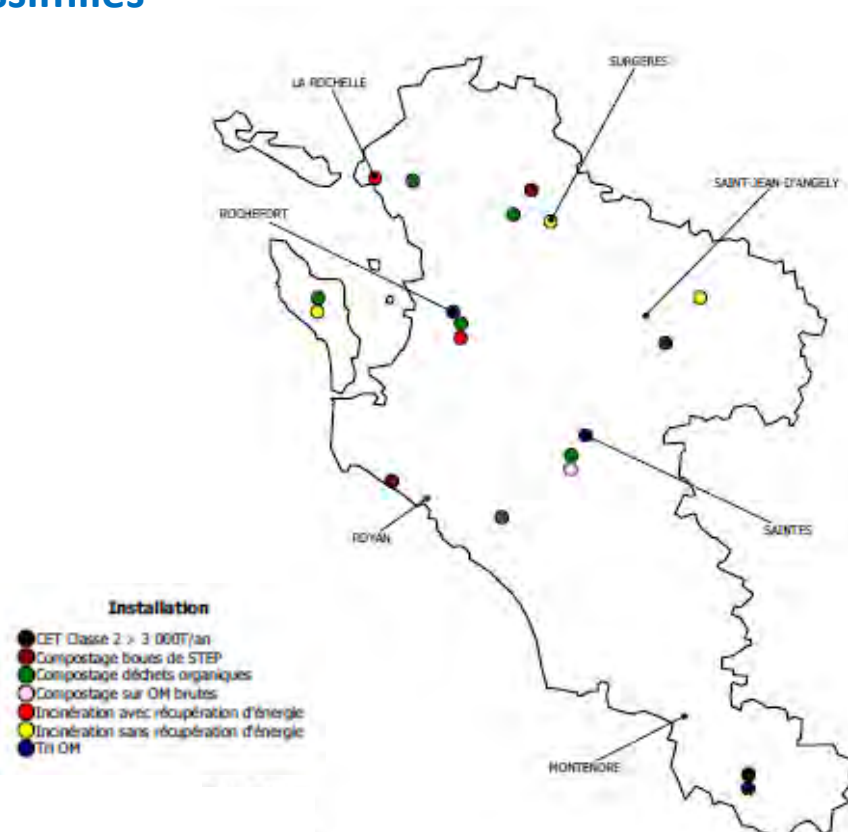 SURGERES
LA ROCHELLE
SAINT-JEAN-D'ANGELY
ROCHEFORT
SAINTES
ROYAN
Installation
CET Classe 2 > 3 000T/an
Compostage boues de STEP
Compostage déchets organiques
Compostage sur OM brutes
Incinération avec récupération d'énergie
Incinération sans récupération d'énergie
Tri OM
MONTENDRE